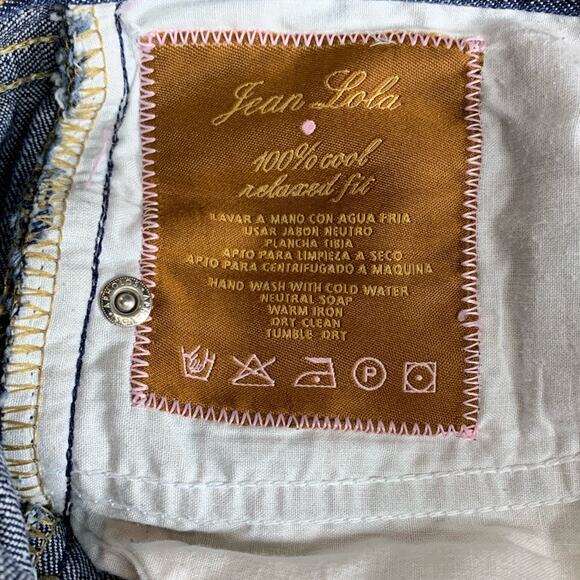 Jean Lola
100% cool
relaxed fit
LAVAR A MANO CON AGUA FRIA
USAR JABON NEUTRO
PLANCHA TIBIA
APTO PARA LIMPIEZA A SECO
APTO PARA CENTRIFUGADO A MAQUINA
HAND WASH WITH COLD WATER
NEUTRAL SOAP
WARM IRON
DRY CLEAN
TUMBLE DRY
P